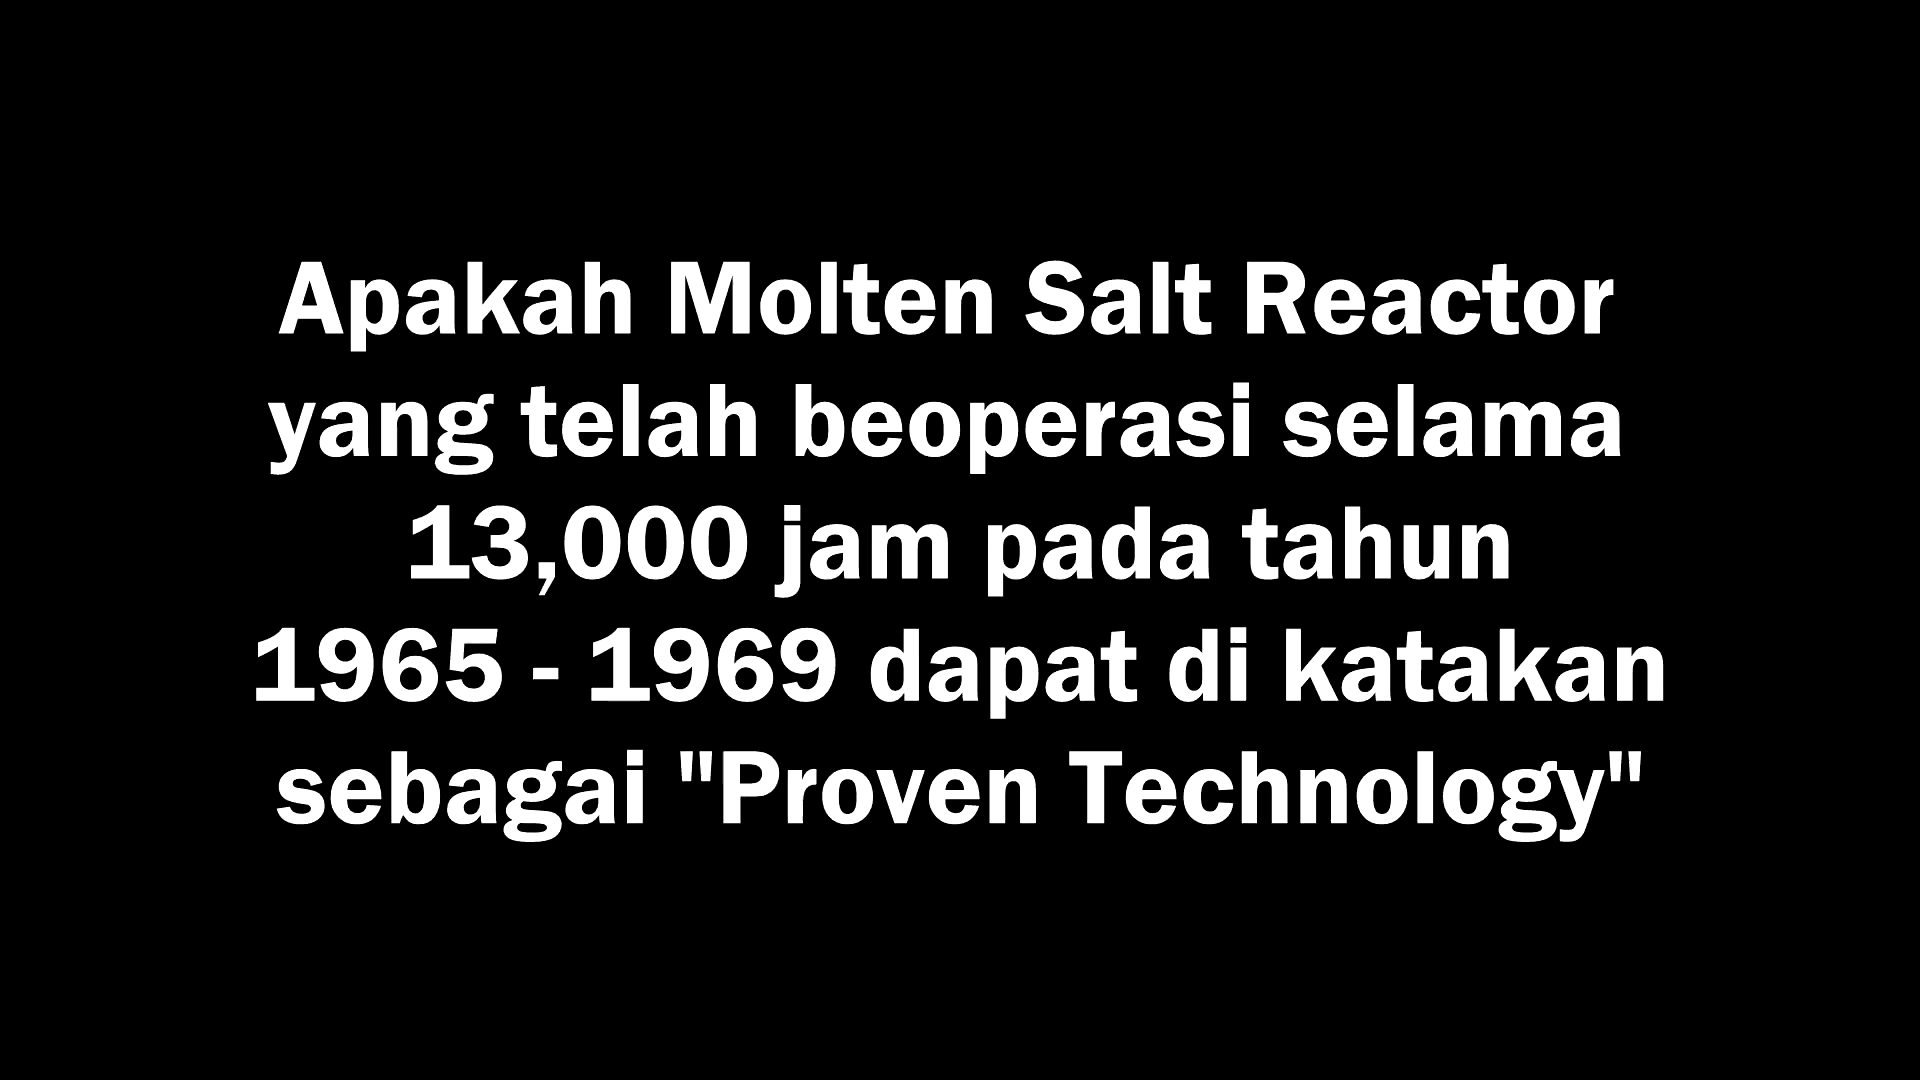 Apakah Molten Salt Reactor
yang telah beoperasi selama
13,000 jam pada tahun
1965 - 1969 dapat di katakan
sebagai "Proven Technology"